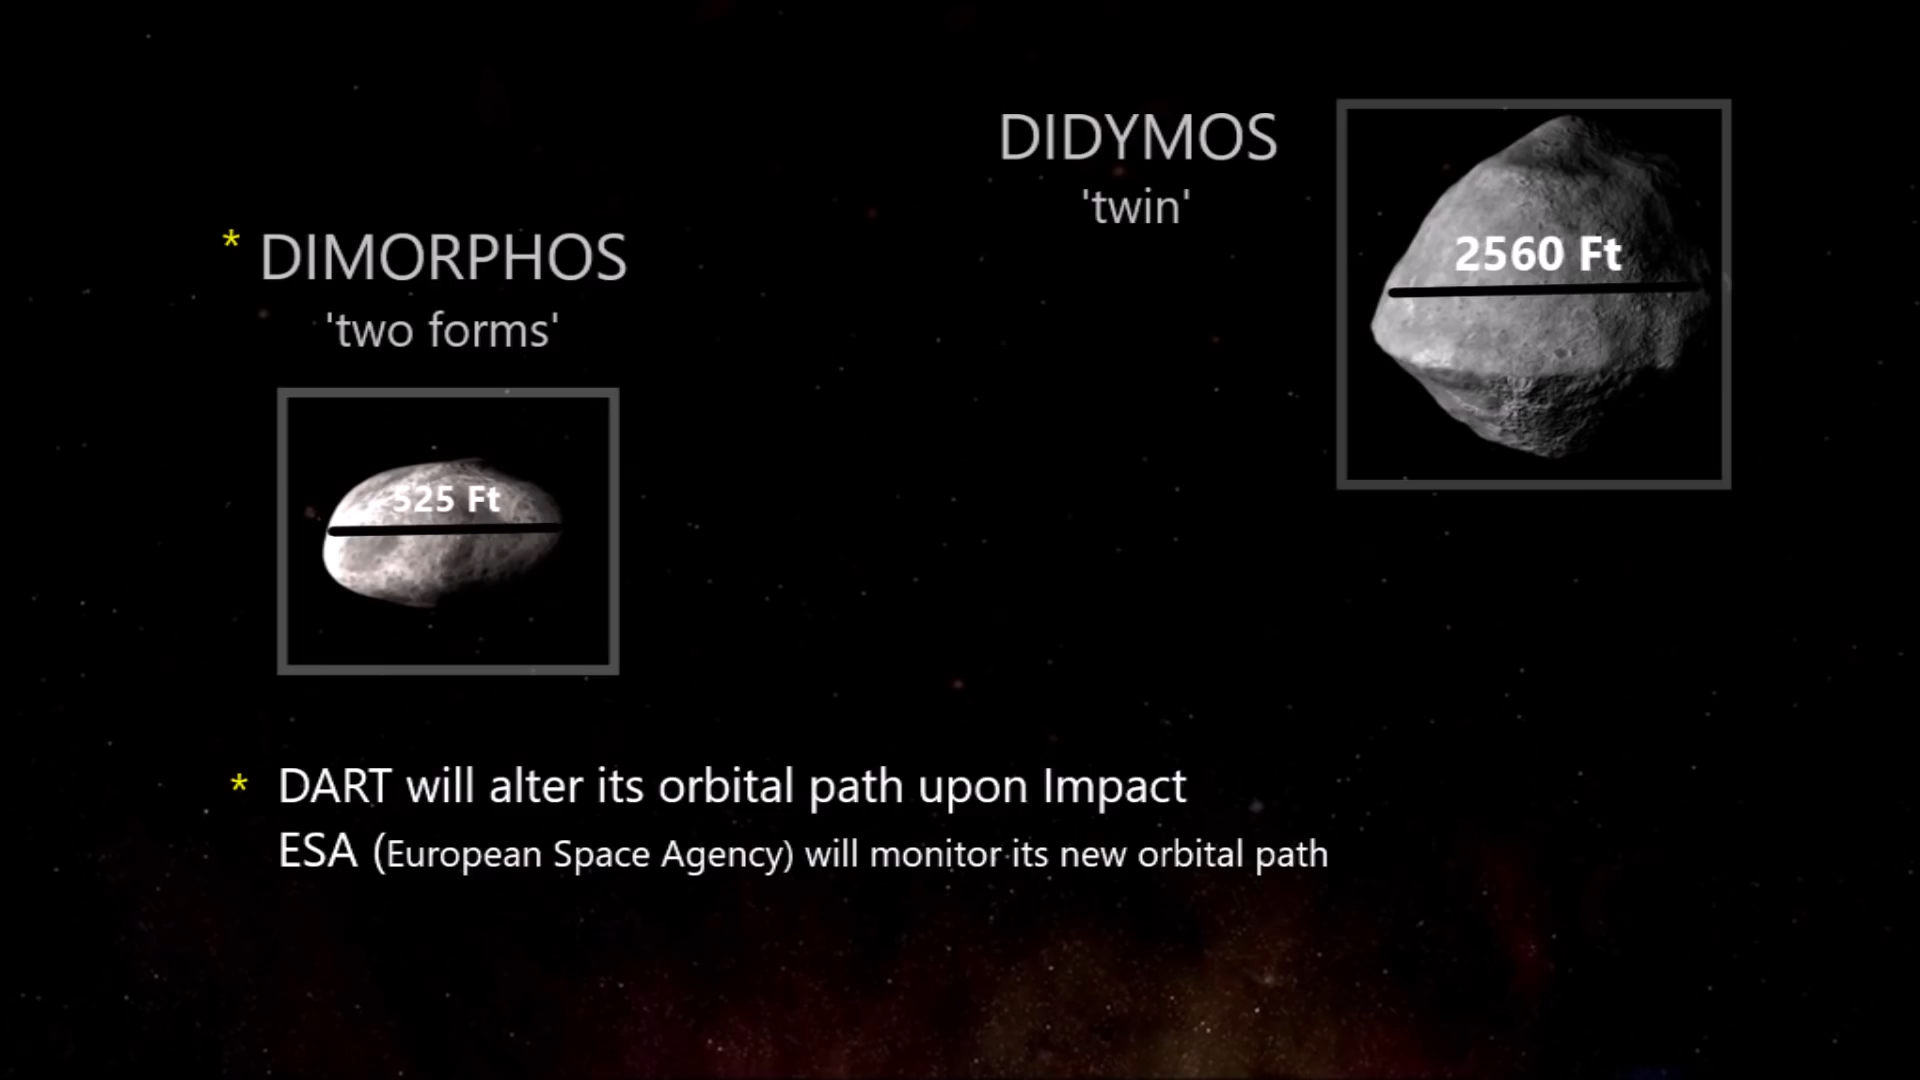 DIDYMOS
'twin'
2560 Ft
* DIMORPHOS
'two forms'
525 Ft
* DART will alter its orbital path upon Impact
ESA (European Space Agency) will monitor its new orbital path